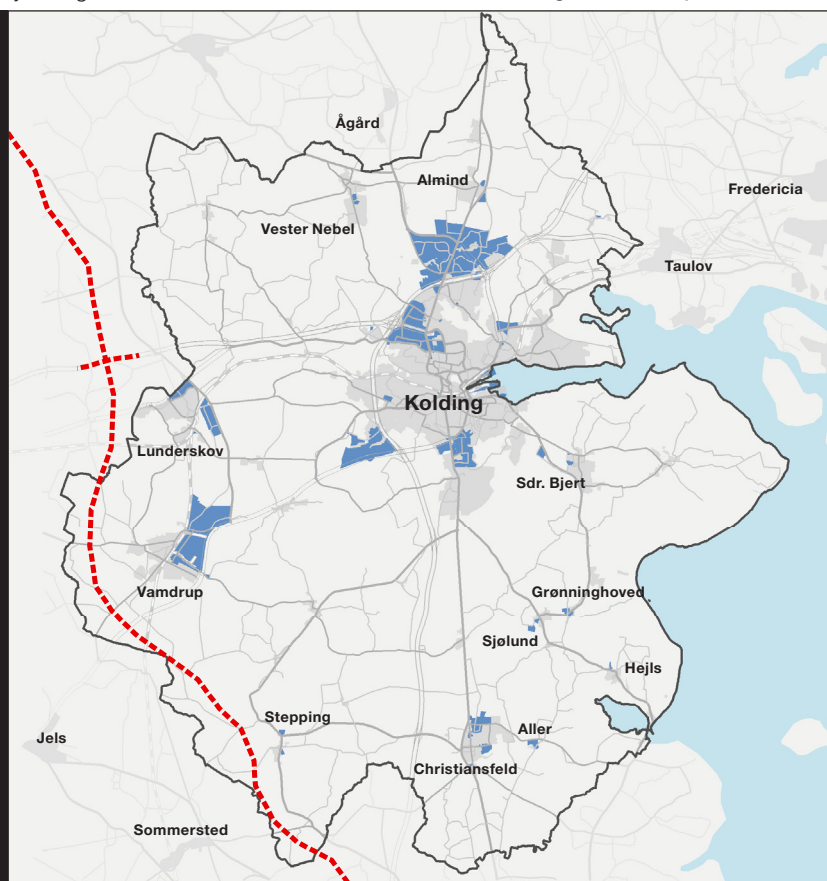 Ågård
Almind
Fredericia
Vester Nebel
Taulov
Kolding
Lunderskov
Sdr. Bjert
Vamdrup
Grønninghoved
Sjølund
Hejls
Stepping
Aller
Jels
Christiansfeld
Sommersted